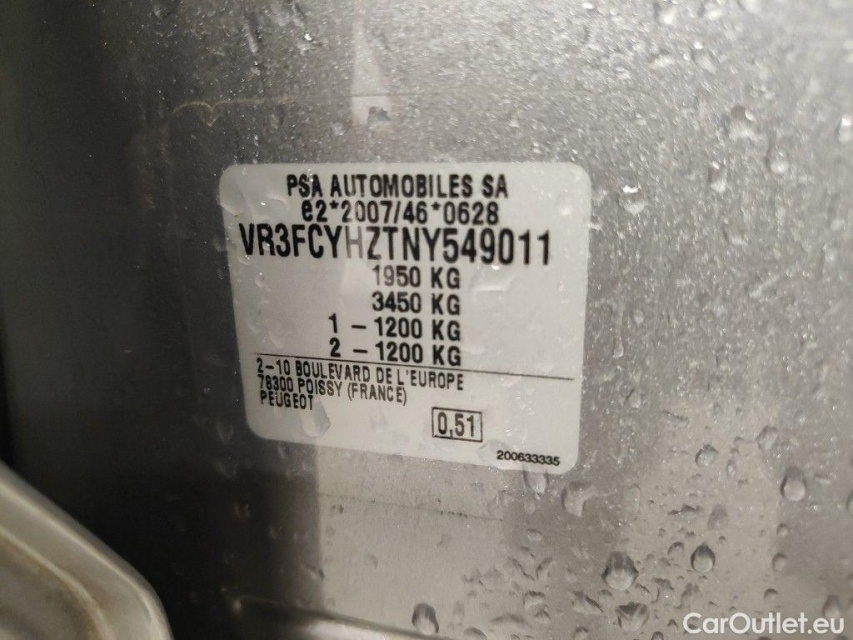 PSA AUTOMOBILES SA
e2*2007/46*0628
VR3FCYHZTNY549011
1950 KG
3450 KG
1 - 1200 KG
2 - 1200 KG
2-10 BOULEVARD DE L'EUROPE
78300 POISSY (FRANCE)
PEUGEOT
0,51
200633335
CarOutlet.eu